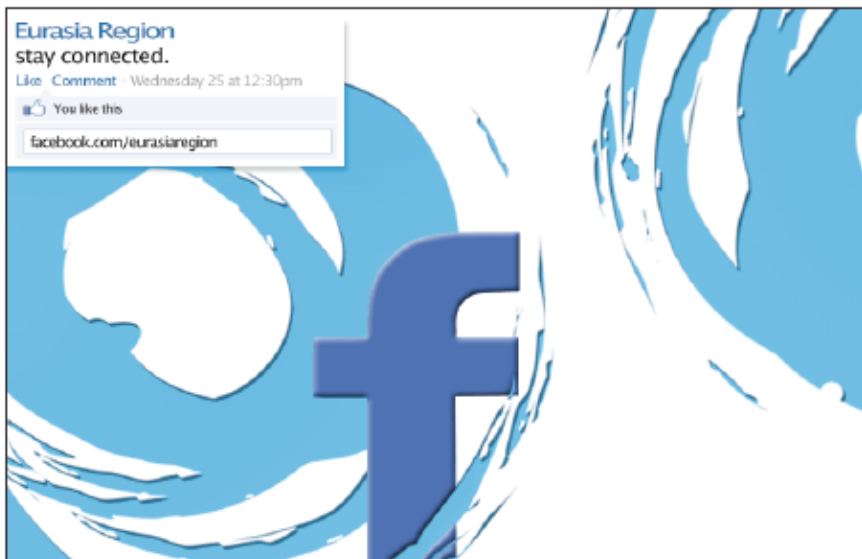 Eurasia Region
stay connected.
Like Comment · Wednesday 25 at 12:30pm
You like this
facebook.com/eurasiaregion
f